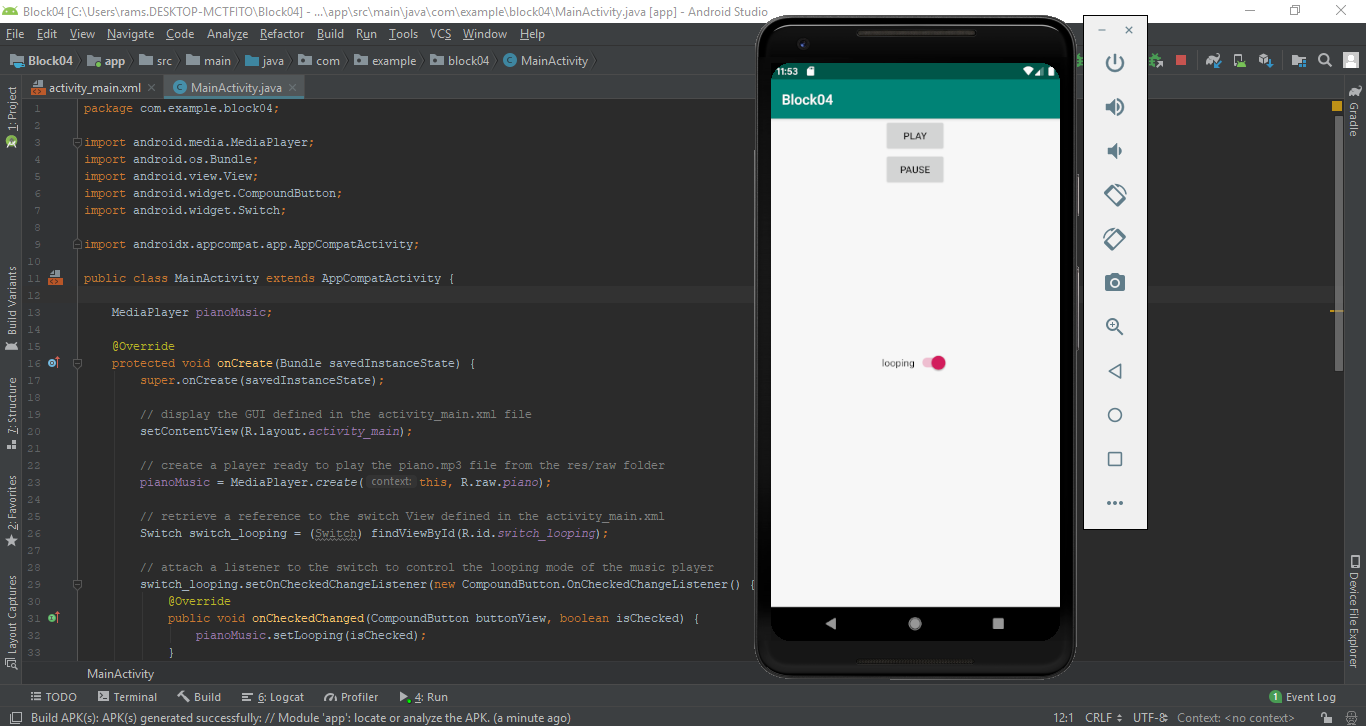 Block04 [C:\Users\rams.DESKTOP-MCTFITO\Block04] - ...\app\src\main\java\com\example\block04\MainActivity.java [app] - Android Studio
File Edit View Navigate Code Analyze Refactor Build Run Tools VCS Window Help
Block04 app src main java com example block04 MainActivity
activity_main.xml MainActivity.java
1: Project
Build Variants
7: Structure
2: Favorites
Layout Captures
1 package com.example.block04;
2
3 import android.media.MediaPlayer;
4 import android.os.Bundle;
5 import android.view.View;
6 import android.widget.CompoundButton;
7 import android.widget.Switch;
8
9 import androidx.appcompat.app.AppCompatActivity;
10
11 public class MainActivity extends AppCompatActivity {
12
13 MediaPlayer pianoMusic;
14
15 @Override
16 protected void onCreate(Bundle savedInstanceState) {
17 super.onCreate(savedInstanceState);
18
19 // display the GUI defined in the activity_main.xml file
20 setContentView(R.layout.activity_main);
21
22 // create a player ready to play the piano.mp3 file from the res/raw folder
23 pianoMusic = MediaPlayer.create( context: this, R.raw.piano);
24
25 // retrieve a reference to the switch View defined in the activity_main.xml
26 Switch switch_looping = (Switch) findViewById(R.id.switch_looping);
27
28 // attach a listener to the switch to control the looping mode of the music player
29 switch_looping.setOnCheckedChangeListener(new CompoundButton.OnCheckedChangeListener() {
30 @Override
31 public void onCheckedChanged(CompoundButton buttonView, boolean isChecked) {
32 pianoMusic.setLooping(isChecked);
33 }
MainActivity
11:53
Block04
PLAY
PAUSE
looping
Gradle
Device File Explorer
TODO Terminal Build 6: Logcat Profiler 4: Run 1 Event Log
Build APK(s): APK(s) generated successfully: // Module 'app': locate or analyze the APK. (a minute ago) 12:1 CRLF UTF-8 Context: <no context>